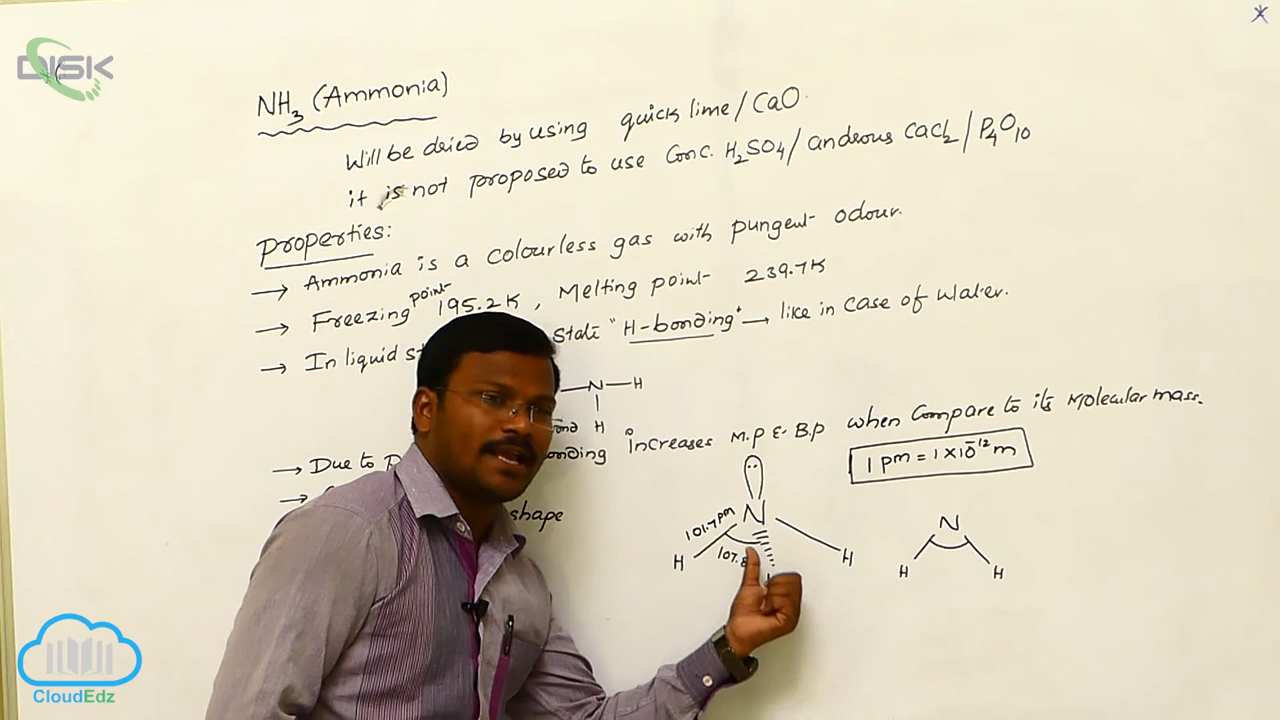 DISK
NH3 (Ammonia)
Will be dried by using quick lime/CaO.
it is not proposed to use Conc. H2SO4/androus CaCl2/P4O10
Properties:
→ Ammonia is a colourless gas with pungent odour.
→ Freezing point 195.2K, Melting point 239.7K
→ In liquid state "H-bonding" → like in case of Water.
N—H
H
→ Due to bonding increases M.P & B.P when Compare to its Molecular mass.
1 pm = 1×10⁻¹² m
→ shape
101.7pm N
H 107.8 H
N
H H
CloudEdz